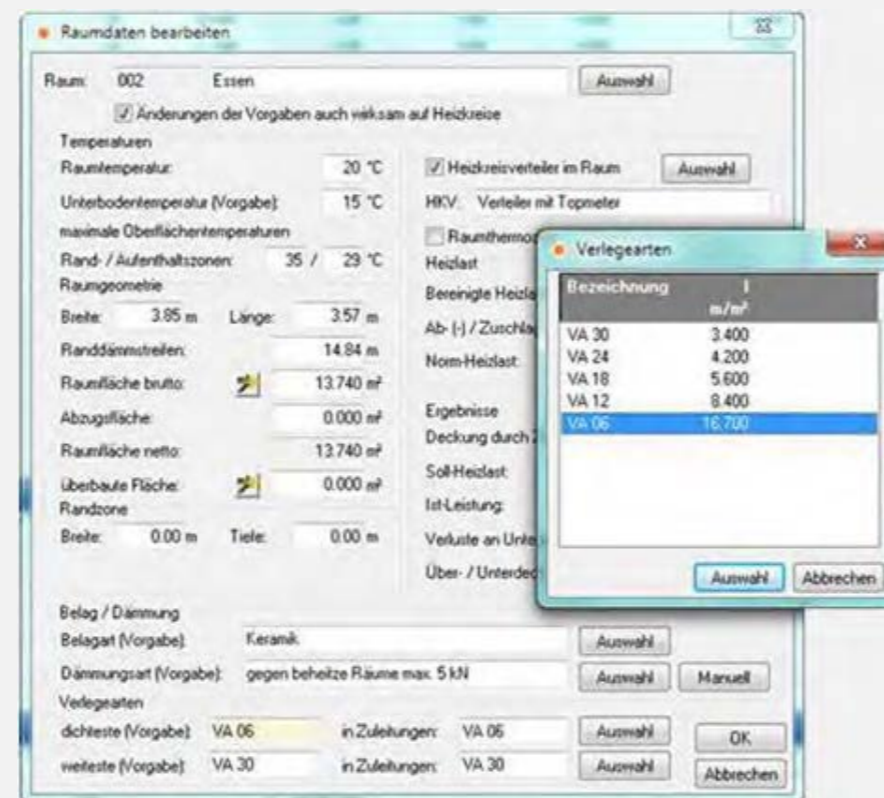 Raumdaten bearbeiten
Raum: 002 Essen Auswahl
Änderungen der Vorgaben auch wirksam auf Heizkreise
Temperaturen
Raumtemperatur: 20 °C
Unterbodentemperatur (Vorgabe): 15 °C
maximale Oberflächentemperaturen
Rand- / Aufenthaltszonen: 35 / 29 °C
Raumgeometrie
Breite: 3.85 m Länge: 3.57 m
Randdämmstreifen: 14.84 m
Raumfläche brutto: 13.740 m²
Abzugsfläche: 0.000 m²
Raumfläche netto: 13.740 m²
überbaute Fläche: 0.000 m²
Randzone
Breite: 0.00 m Tiefe: 0.00 m
Heizkreisverteiler im Raum Auswahl
HKV: Verteiler mit Topmeter
Heizlast
Ab- (-) / Zuschlag
Norm-Heizlast:
Ergebnisse
Deckung durch
Soll-Heizlast:
Ist-Leistung:
Verluste an
Über- /
Verlegearten
Bezeichnung l
m/m²
VA 30 3.400
VA 24 4.200
VA 18 5.600
VA 12 8.400
VA 06 16.700
Auswahl Abbrechen
Belag / Dämmung
Belagart (Vorgabe): Keramik Auswahl
Dämmungsart (Vorgabe): gegen beheitze Räume max. 5 kN Auswahl Manuell
Verlegearten
dichteste (Vorgabe): VA 06 in Zuleitungen: VA 06 Auswahl OK
weiteste (Vorgabe): VA 30 in Zuleitungen: VA 30 Auswahl Abbrechen